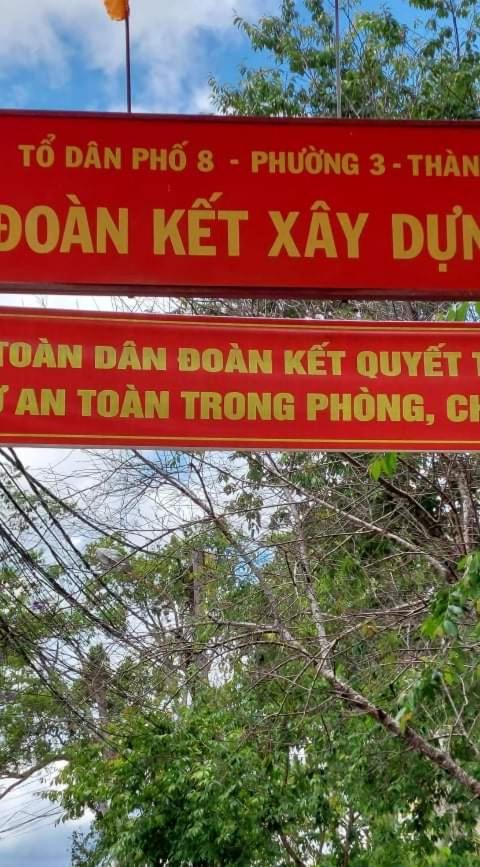 TỔ DÂN PHỐ 8 - PHƯỜNG 3 - THÀN
ĐOÀN KẾT XÂY DỰN
TOÀN DÂN ĐOÀN KẾT QUYẾT T
Ự AN TOÀN TRONG PHÒNG, CH